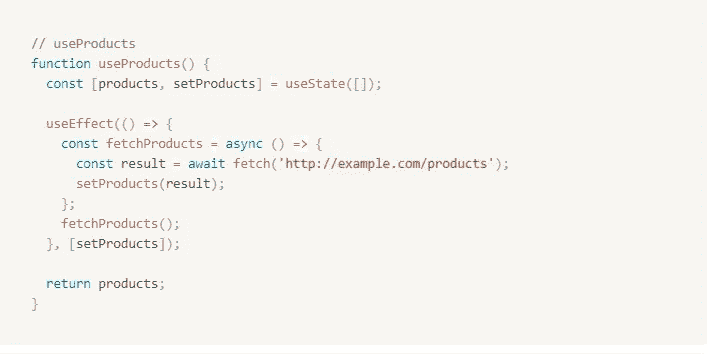 // useProducts
function useProducts() {
  const [products, setProducts] = useState([]);

  useEffect(() => {
    const fetchProducts = async () => {
      const result = await fetch('http://example.com/products');
      setProducts(result);
    };
    fetchProducts();
  }, [setProducts]);

  return products;
}